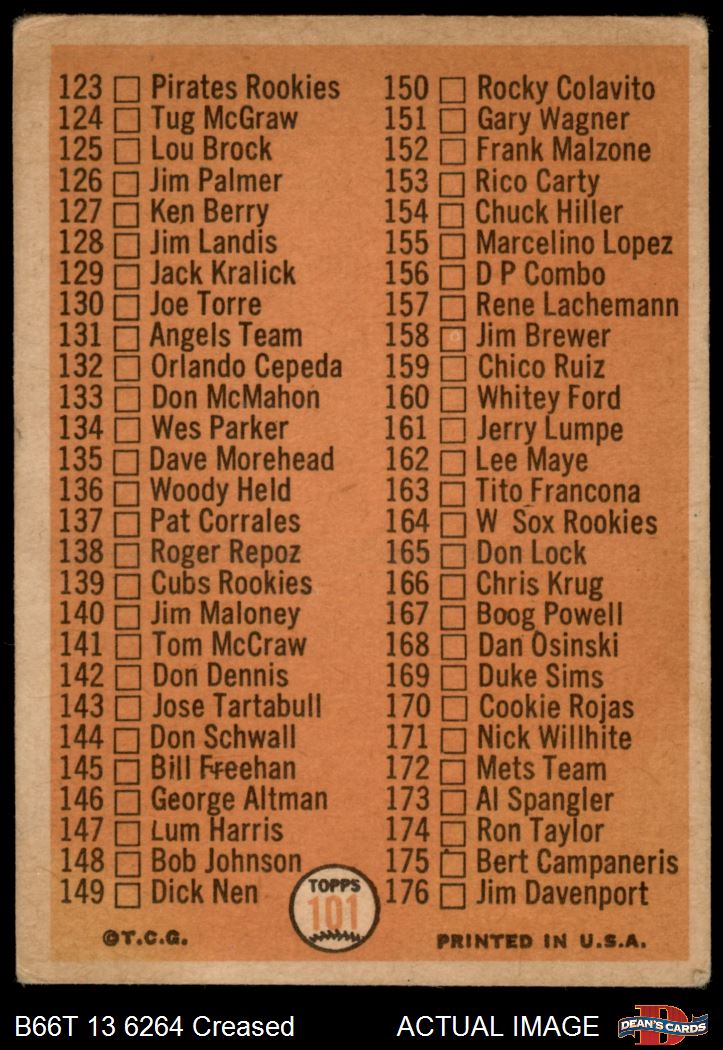 123 Pirates Rookies
124 Tug McGraw
125 Lou Brock
126 Jim Palmer
127 Ken Berry
128 Jim Landis
129 Jack Kralick
130 Joe Torre
131 Angels Team
132 Orlando Cepeda
133 Don McMahon
134 Wes Parker
135 Dave Morehead
136 Woody Held
137 Pat Corrales
138 Roger Repoz
139 Cubs Rookies
140 Jim Maloney
141 Tom McCraw
142 Don Dennis
143 Jose Tartabull
144 Don Schwall
145 Bill Freehan
146 George Altman
147 Lum Harris
148 Bob Johnson
149 Dick Nen
150 Rocky Colavito
151 Gary Wagner
152 Frank Malzone
153 Rico Carty
154 Chuck Hiller
155 Marcelino Lopez
156 D P Combo
157 Rene Lachemann
158 Jim Brewer
159 Chico Ruiz
160 Whitey Ford
161 Jerry Lumpe
162 Lee Maye
163 Tito Francona
164 W Sox Rookies
165 Don Lock
166 Chris Krug
167 Boog Powell
168 Dan Osinski
169 Duke Sims
170 Cookie Rojas
171 Nick Willhite
172 Mets Team
173 Al Spangler
174 Ron Taylor
175 Bert Campaneris
176 Jim Davenport
TOPPS
101
©T.C.G.
PRINTED IN U.S.A.
B66T 13 6264 Creased
ACTUAL IMAGE
D
DEAN'S CARDS